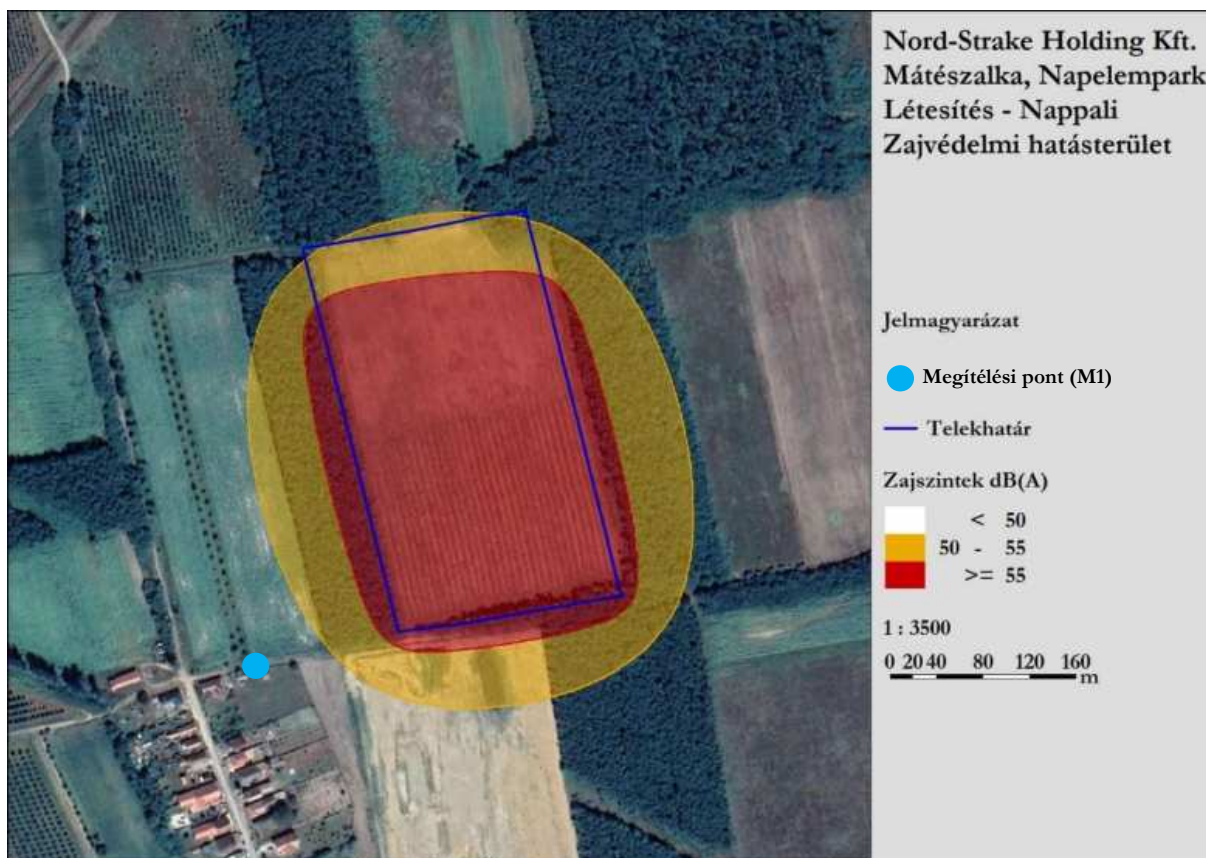 Nord-Strake Holding Kft.
Mátészalka, Napelempark
Létesítés - Nappali
Zajvédelmi hatásterület
Jelmagyarázat
Megítélési pont (M1)
Telekhatár
Zajszintek dB(A)
< 50
50 - 55
>= 55
1 : 3500
0 20 40 80 120 160
m